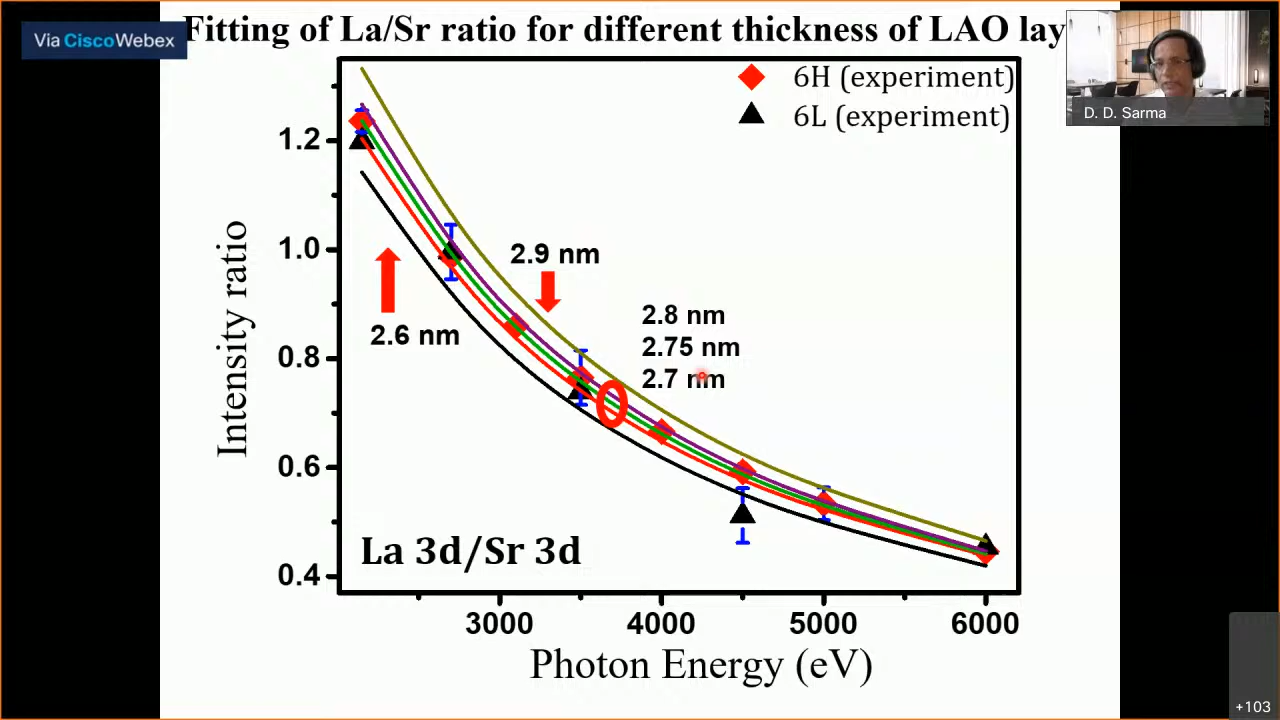 Via Cisco Webex
Fitting of La/Sr ratio for different thickness of LAO lay
D. D. Sarma
6H (experiment)
6L (experiment)
1.2
1.0
0.8
0.6
0.4
Intensity ratio
2.9 nm
2.6 nm
2.8 nm
2.75 nm
2.7 nm
La 3d/Sr 3d
3000
4000
5000
6000
Photon Energy (eV)
+103